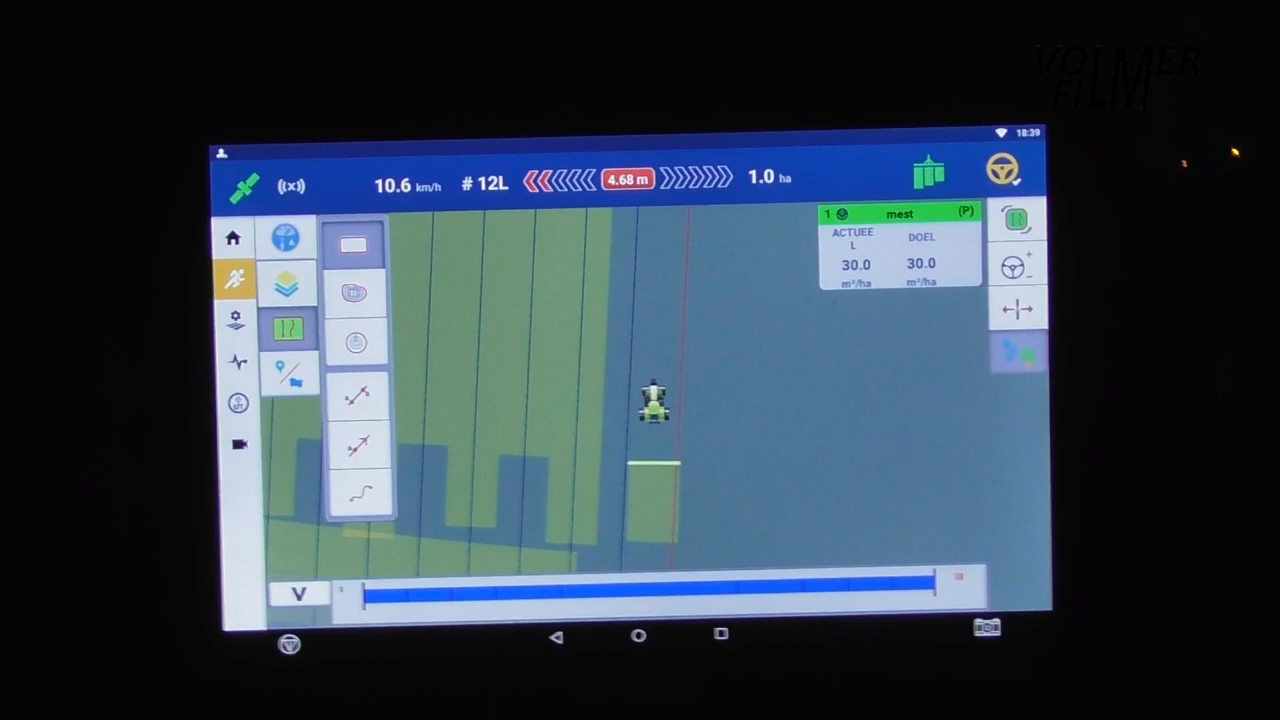 VOLMER
FILM
18:39
10.6 km/h # 12L 4.68 m 1.0 ha
1 mest (P)
ACTUEE
L
DOEL
30.0 30.0
m³/ha m³/ha
V